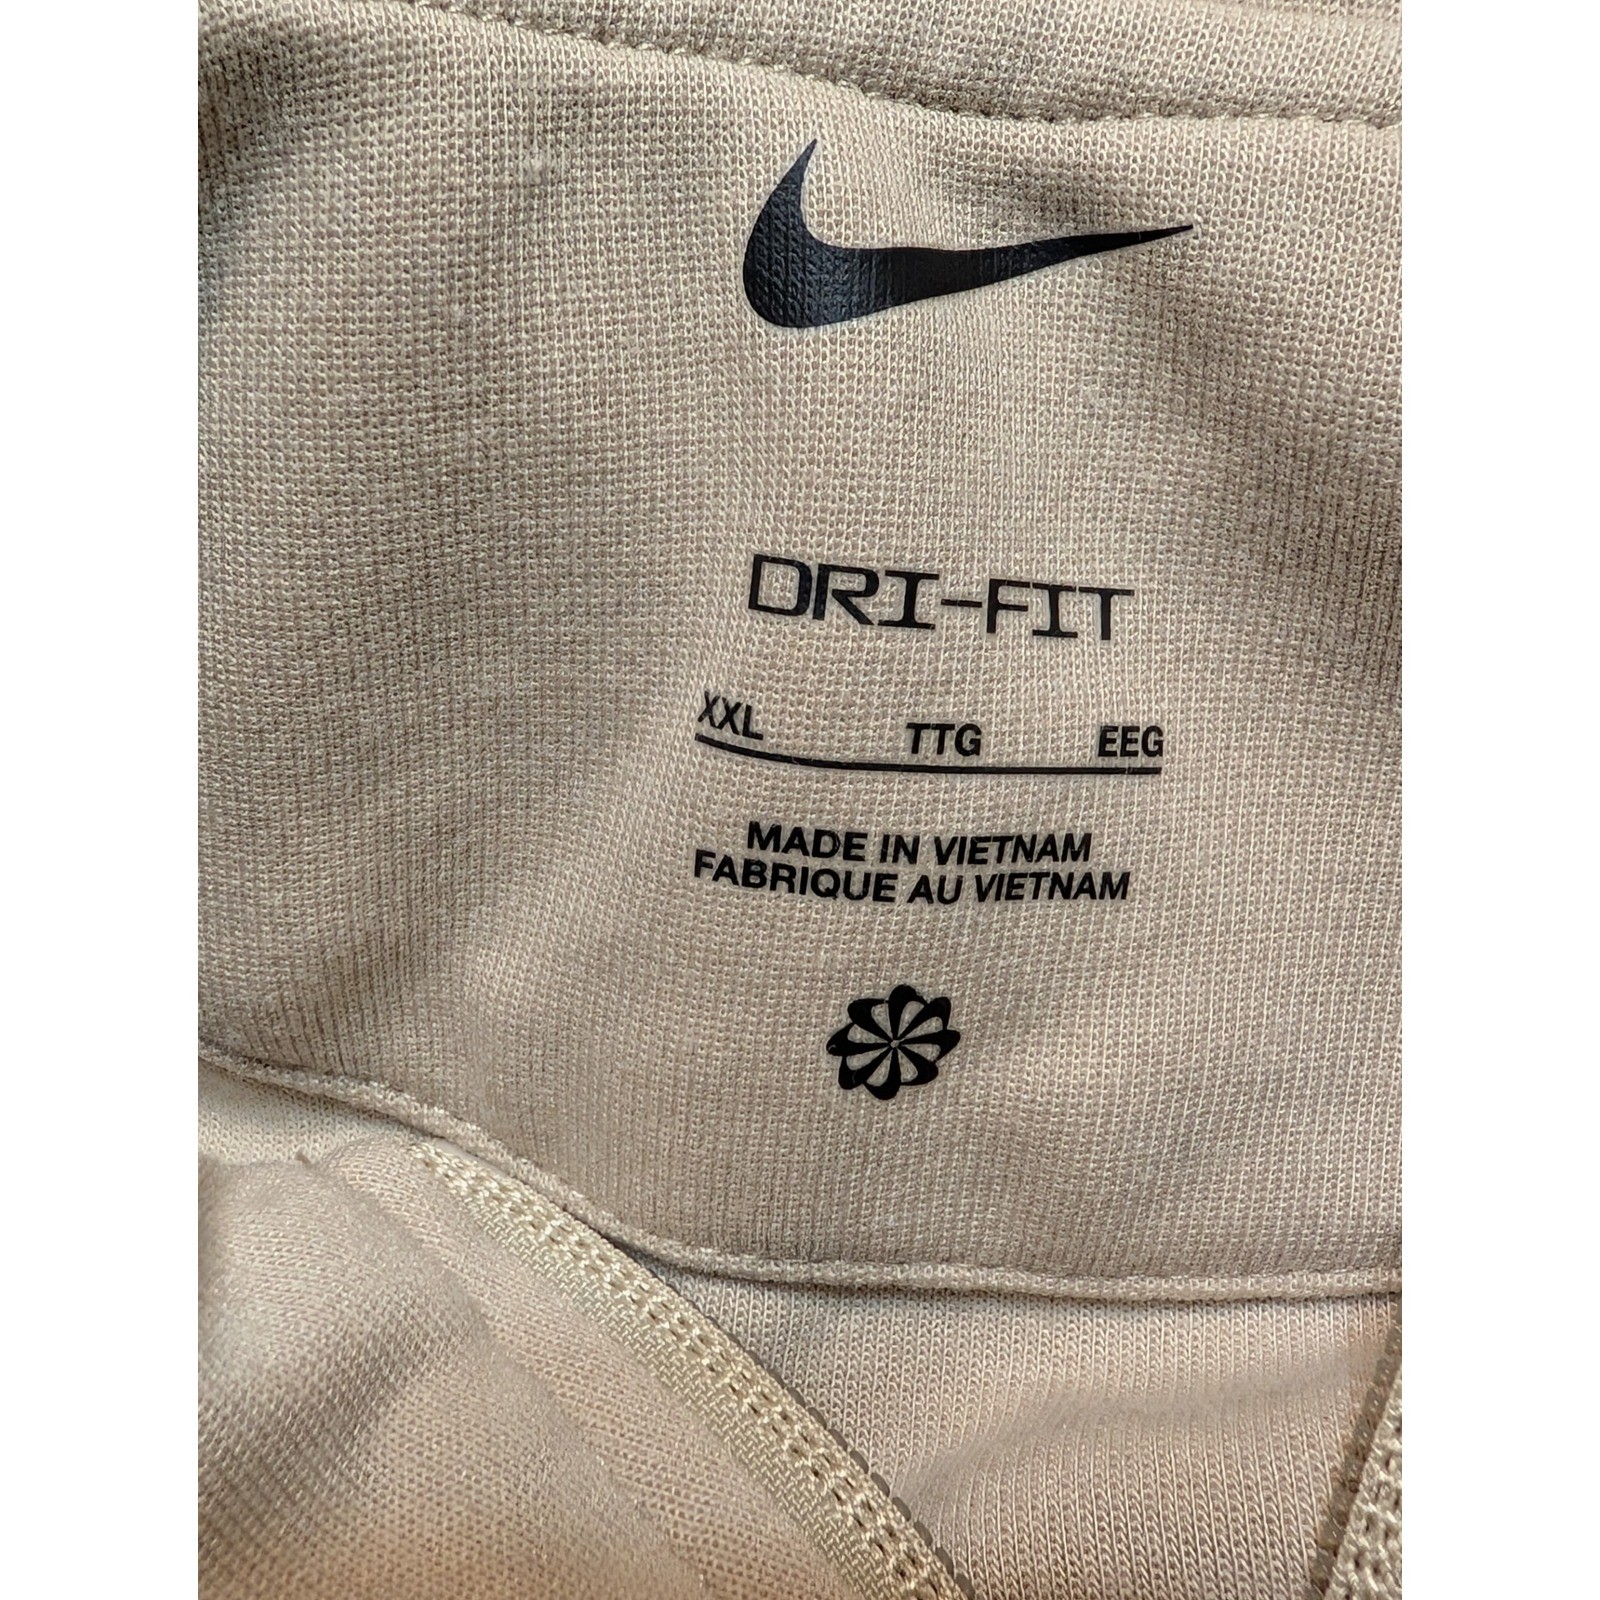 DRI-FIT
XXL TTG EEG
MADE IN VIETNAM
FABRIQUE AU VIETNAM